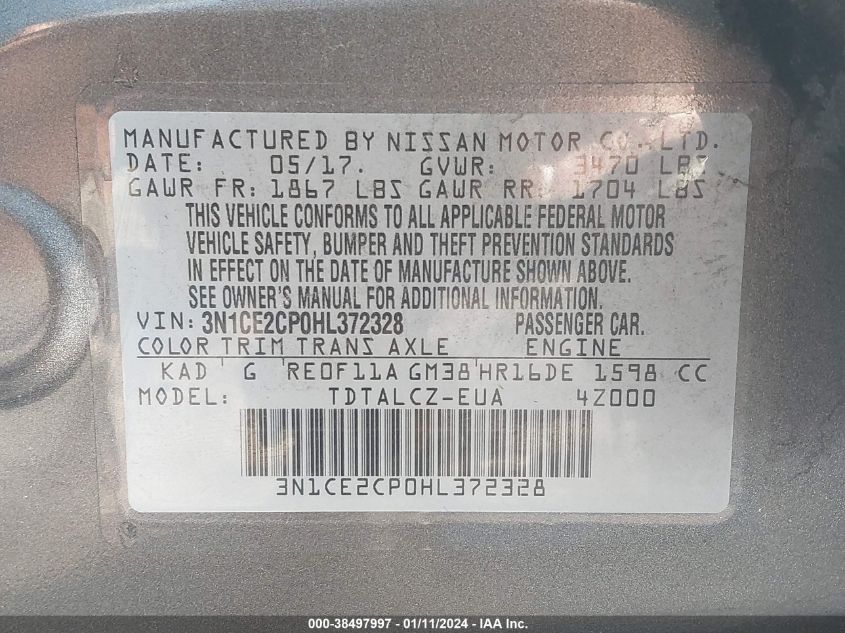 MANUFACTURED BY NISSAN MOTOR CO., LTD.
DATE: 05/17. GVWR: 3470 LBS
GAWR FR: 1867 LBS GAWR RR: 1704 LBS
THIS VEHICLE CONFORMS TO ALL APPLICABLE FEDERAL MOTOR
VEHICLE SAFETY, BUMPER AND THEFT PREVENTION STANDARDS
IN EFFECT ON THE DATE OF MANUFACTURE SHOWN ABOVE.
SEE OWNER'S MANUAL FOR ADDITIONAL INFORMATION.
VIN: 3N1CE2CP0HL372328 PASSENGER CAR.
COLOR TRIM TRANS AXLE ENGINE
KAD G RE0F11A GM38 HR16DE 1598 CC
MODEL: TDTALCZ-EUA 4Z000
3N1CE2CP0HL372328
000-38497997 - 01/11/2024 - IAA Inc.